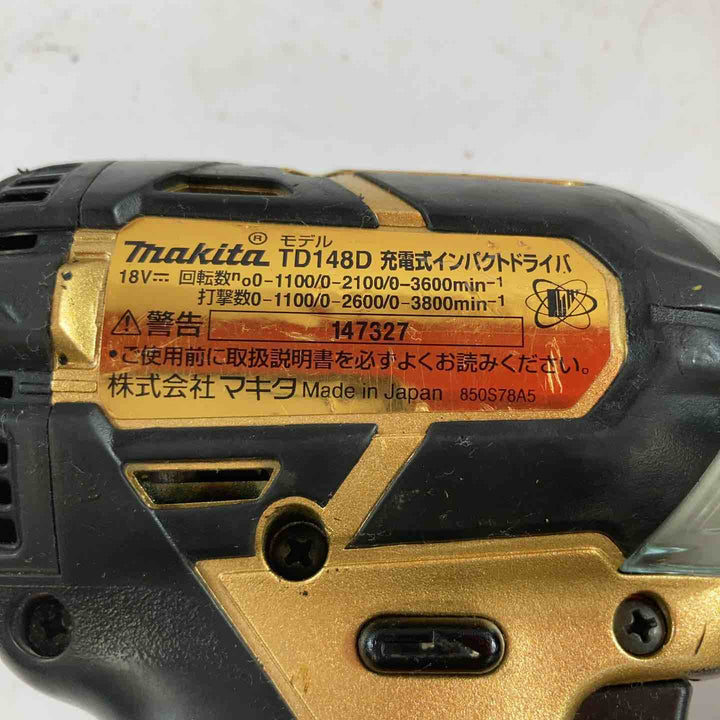 makita® モデル TD148D 充電式インパクトドライバ
18V⎓ 回転数n₀0-1100/0-2100/0-3600min⁻¹
打撃数0-1100/0-2600/0-3800min⁻¹
⚠警告 147327
•ご使用前に取扱説明書を必ずよくお読みください。
株式会社 マキタ Made in Japan 850S78A5